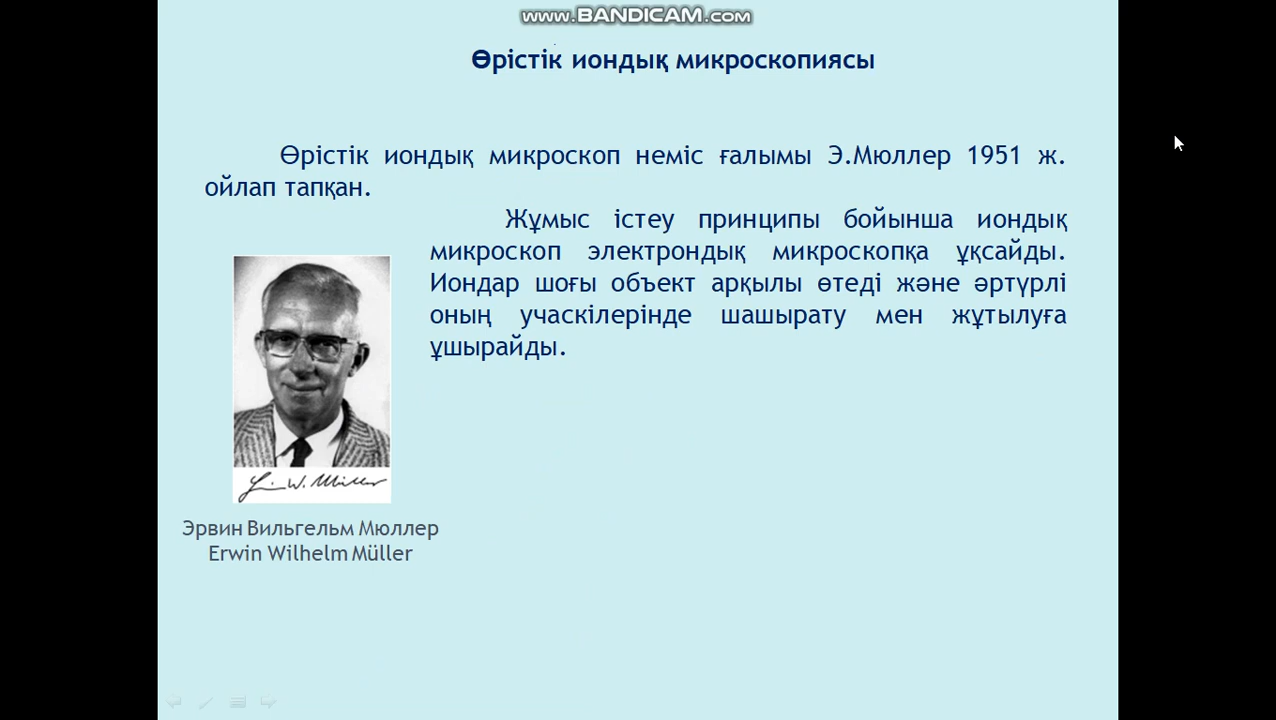 www.BANDICAM.com
Өрістік иондық микроскопиясы
Өрістік иондық микроскоп неміс ғалымы Э.Мюллер 1951 ж.
ойлап тапқан.
Жұмыс істеу принципы бойынша иондық
микроскоп электрондық микроскопқа ұқсайды.
Иондар шоғы объект арқылы өтеді және әртүрлі
оның учаскілерінде шашырату мен жұтылуға
ұшырайды.
Эрвин Вильгельм Мюллер
Erwin Wilhelm Müller